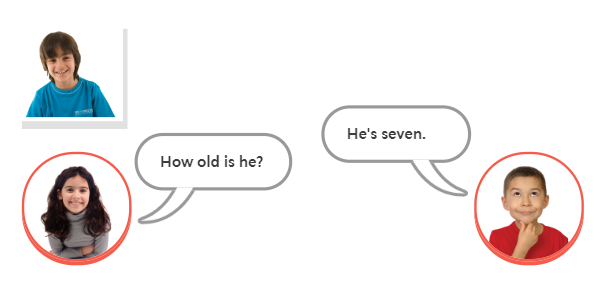 How old is he?
He's seven.